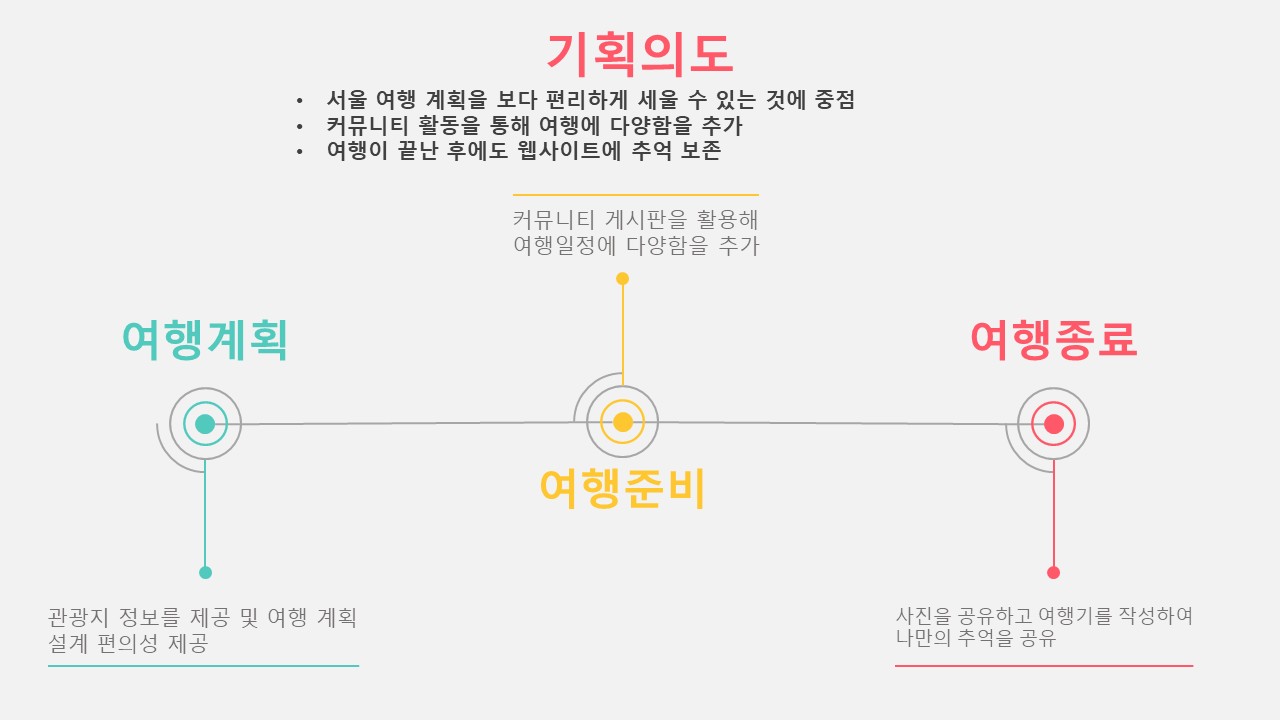 기획의도
• 서울 여행 계획을 보다 편리하게 세울 수 있는 것에 중점
• 커뮤니티 활동을 통해 여행에 다양함을 추가
• 여행이 끝난 후에도 웹사이트에 추억 보존
커뮤니티 게시판을 활용해
여행일정에 다양함을 추가
여행계획
여행종료
여행준비
관광지 정보를 제공 및 여행 계획
설계 편의성 제공
사진을 공유하고 여행기를 작성하여
나만의 추억을 공유